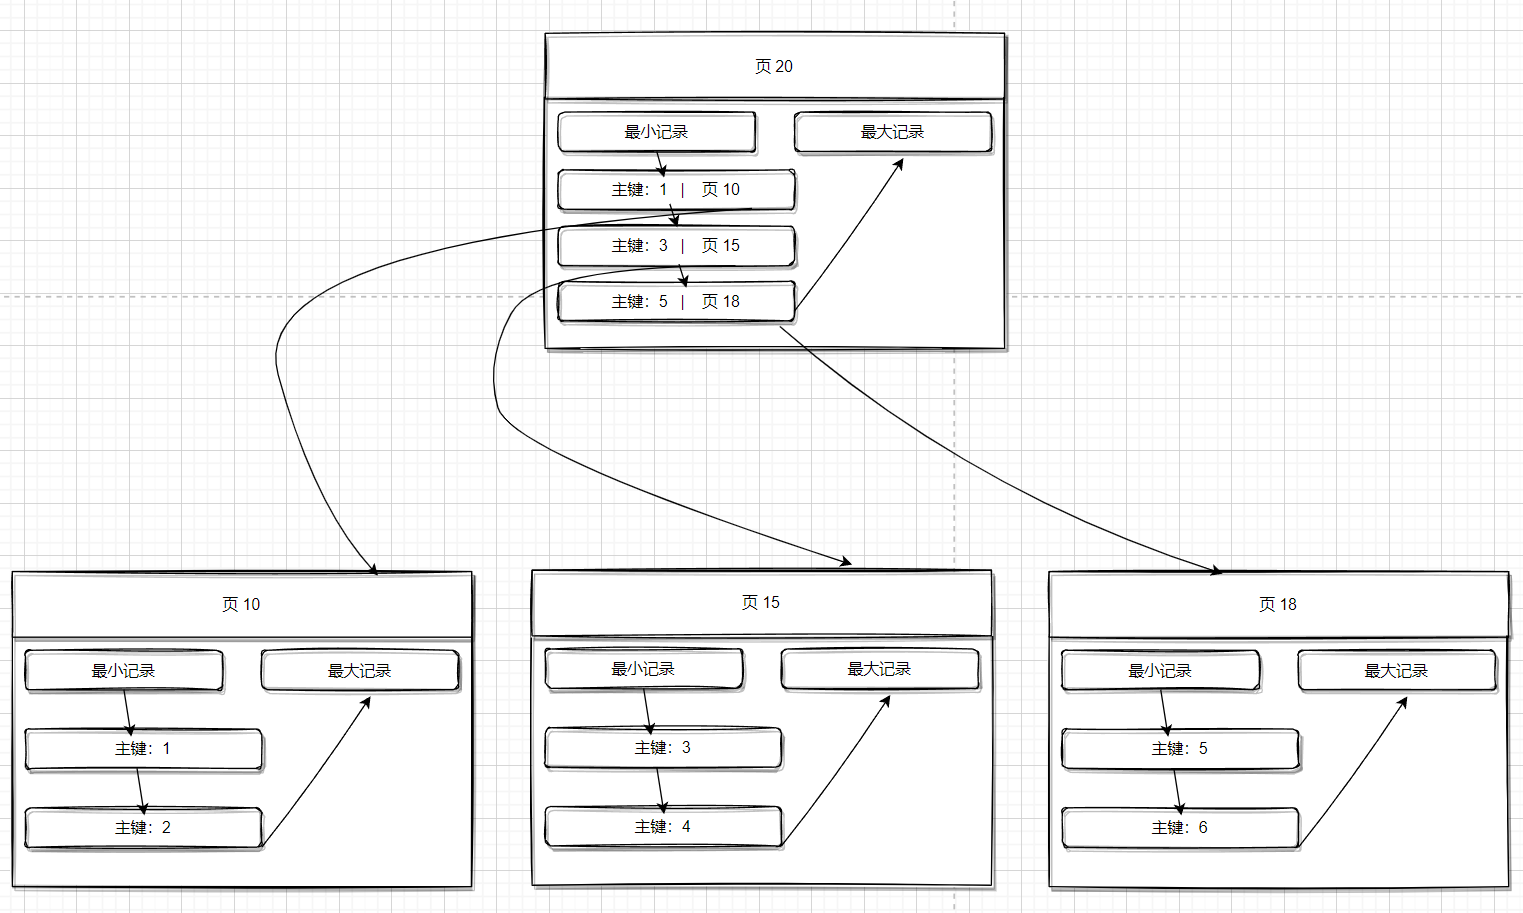 页 20
最小记录
最大记录
主键：1 | 页 10
主键：3 | 页 15
主键：5 | 页 18
页 10
最小记录
最大记录
主键：1
主键：2
页 15
最小记录
最大记录
主键：3
主键：4
页 18
最小记录
最大记录
主键：5
主键：6